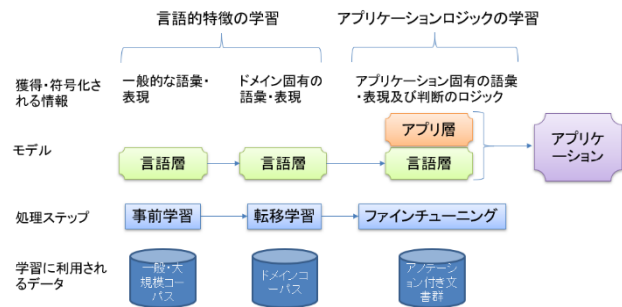 言語的特徴の学習
アプリケーションロジックの学習
獲得・符号化さ
れる情報
一般的な語彙・
表現
ドメイン固有の
語彙・表現
アプリケーション固有の語彙
・表現及び判断のロジック
モデル
言語層
言語層
アプリ層
言語層
アプリケ
ーション
処理ステップ
事前学習
転移学習
ファインチューニング
学習に利用され
るデータ
一般・大
規模コー
パス
ドメインコ
ーパス
アノテーシ
ョン付き文
書群